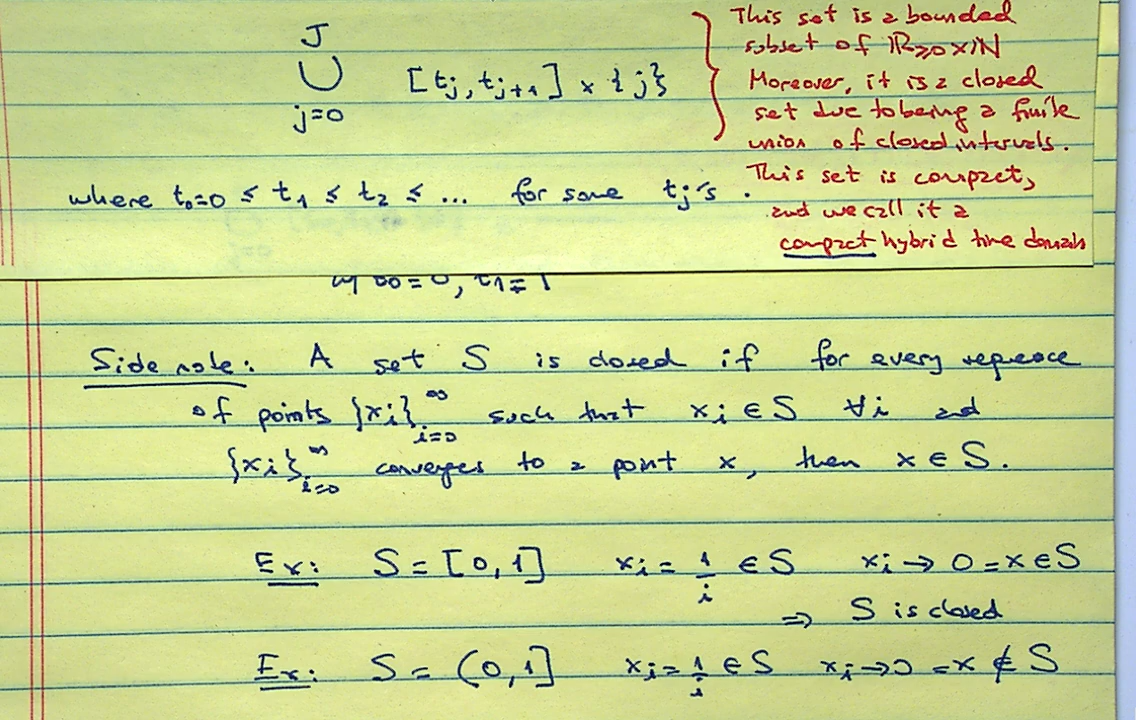 J
∪ [t_j, t_{j+1}] × {j}
j=0
This set is a bounded
subset of ℝ≥0 × ℕ
Moreover, it is a closed
set due to being a finite
union of closed intervals.
This set is compact,
and we call it a
compact hybrid time domain
where t₀=0 ≤ t₁ ≤ t₂ ≤ ... for some t_j's.
Side note: A set S is closed if for every sequence
of points {x_i}_{i=0}^∞ such that x_i ∈ S ∀i and
{x_i}_{i=0}^∞ converges to a point x, then x ∈ S.
Ex: S = [0,1] x_i = 1/i ∈ S x_i → 0 = x ∈ S
⇒ S is closed
Ex: S = (0,1] x_i = 1/i ∈ S x_i → 0 = x ∉ S